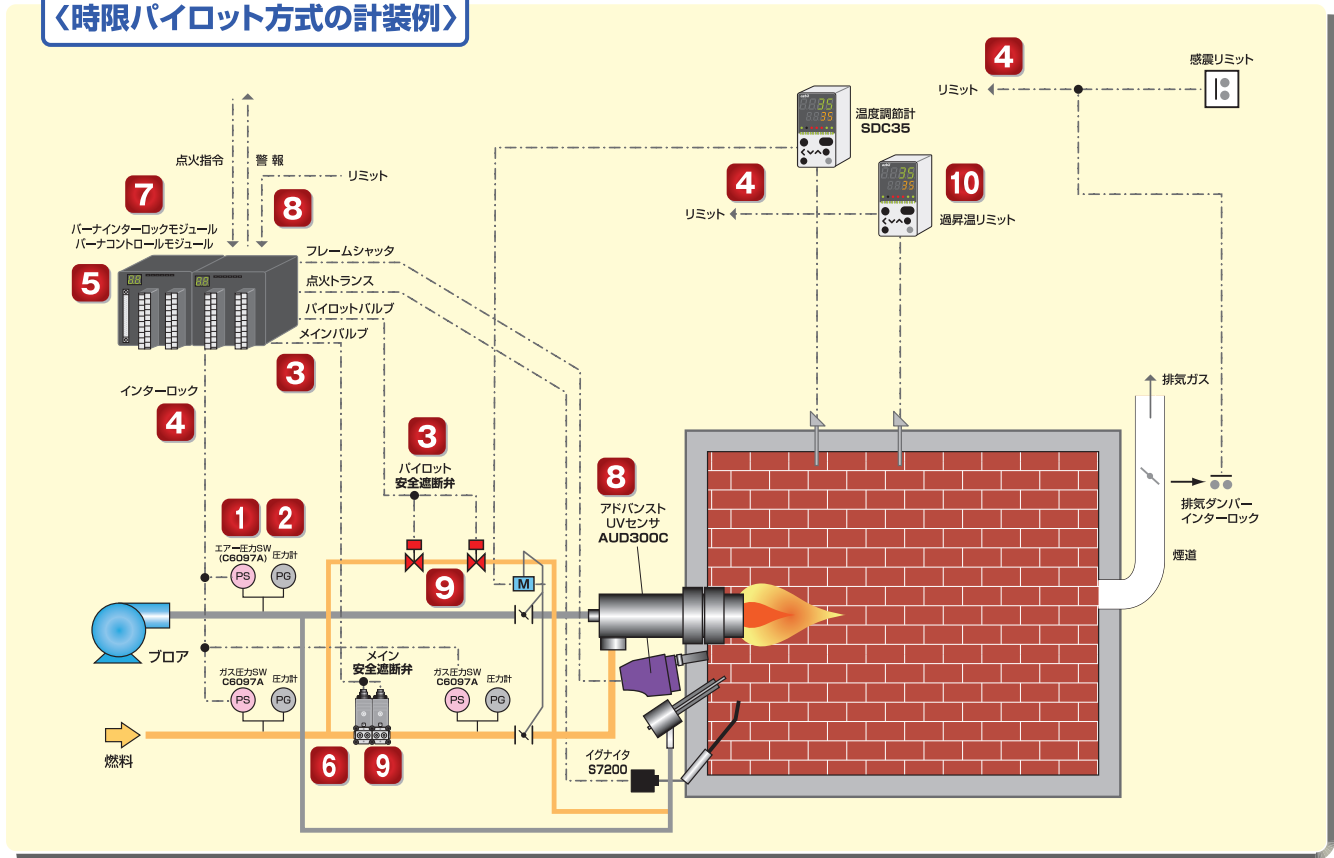 〈時限パイロット方式の計装例〉
4
感震リミット
リミット
温度調節計
SDC35
点火指令
警 報
リミット
7
8
4
10
リミット
過昇温リミット
バーナインターロックモジュール
バーナコントロールモジュール
5
フレームシャッタ
点火トランス
パイロットバルブ
メインバルブ
3
インターロック
4
排気ガス
3
パイロット
安全遮断弁
8
アドバンスト
UVセンサ
AUD300C
排気ダンパー
インターロック
煙道
1
2
エアー圧力SW
(C6097A)
圧力計
PS
PG
9
M
ブロア
メイン
安全遮断弁
ガス圧力SW
C6097A
圧力計
PS
PG
ガス圧力SW
C6097A
圧力計
PS
PG
燃料
6
9
イグナイタ
S7200